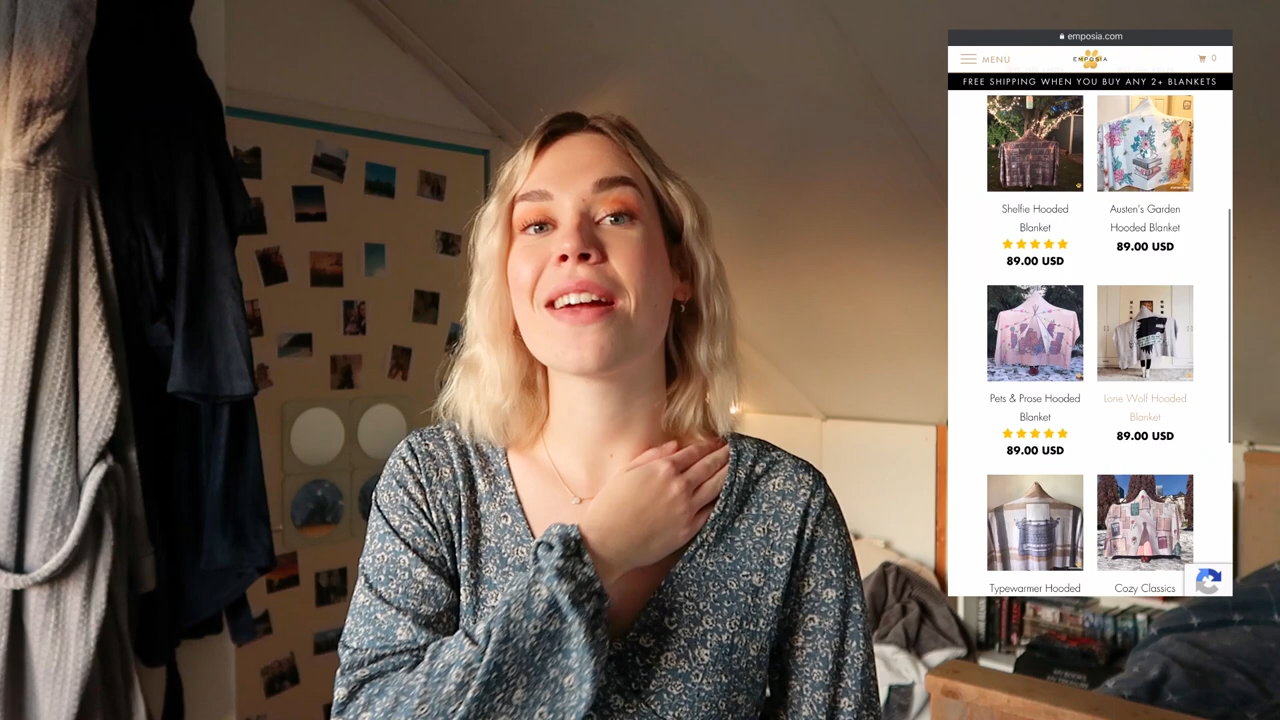 emposia.com
MENU
EMPOSIA
0
FREE SHIPPING WHEN YOU BUY ANY 2+ BLANKETS
Shelfie Hooded
Blanket
89.00 USD
Austen's Garden
Hooded Blanket
89.00 USD
Pets & Prose Hooded
Blanket
89.00 USD
Lone Wolf Hooded
Blanket
89.00 USD
Typewarmer Hooded
Cozy Classics